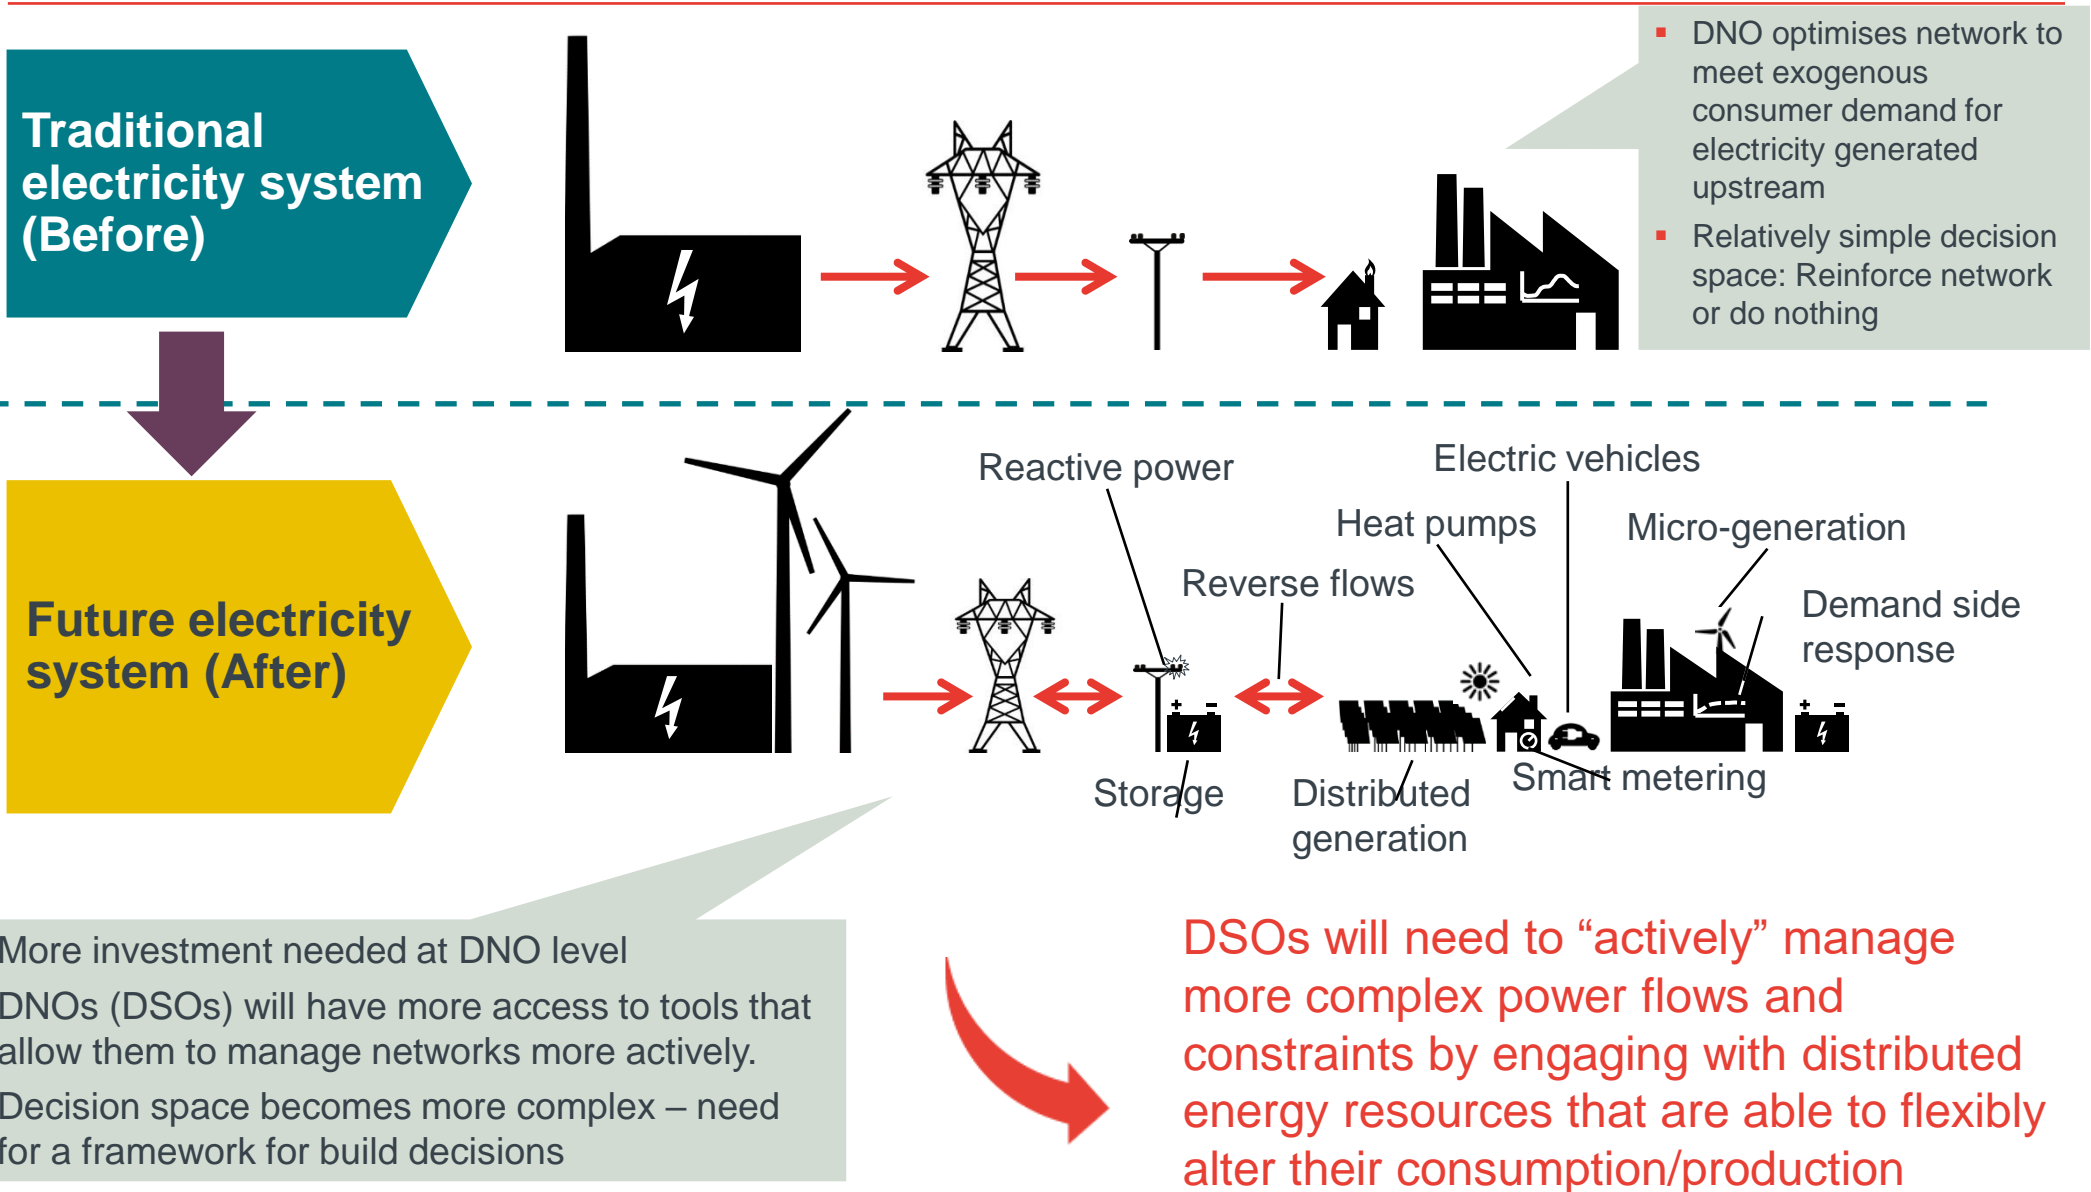 Traditional
electricity system
(Before)
▪ DNO optimises network to
meet exogenous
consumer demand for
electricity generated
upstream
▪ Relatively simple decision
space: Reinforce network
or do nothing
Future electricity
system (After)
Reactive power
Electric vehicles
Heat pumps
Micro-generation
Reverse flows
Demand side
response
+ -
+ -
Storage
Distributed
generation
Smart metering
More investment needed at DNO level
DNOs (DSOs) will have more access to tools that
allow them to manage networks more actively.
Decision space becomes more complex – need
for a framework for build decisions
DSOs will need to “actively” manage
more complex power flows and
constraints by engaging with distributed
energy resources that are able to flexibly
alter their consumption/production